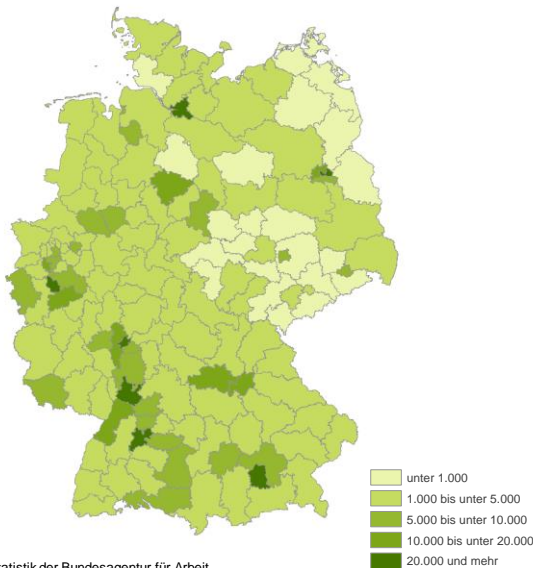 unter 1.000
1.000 bis unter 5.000
5.000 bis unter 10.000
10.000 bis unter 20.000
20.000 und mehr
der Bundesagentur für Arbeit